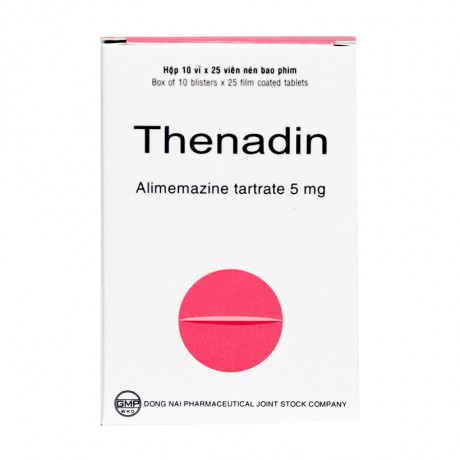 Hộp 10 vỉ x 25 viên nén bao phim
Box of 10 blisters x 25 film coated tablets
Thenadin
Alimemazine tartrate 5 mg
GMP
WHO
DONG NAI PHARMACEUTICAL JOINT STOCK COMPANY